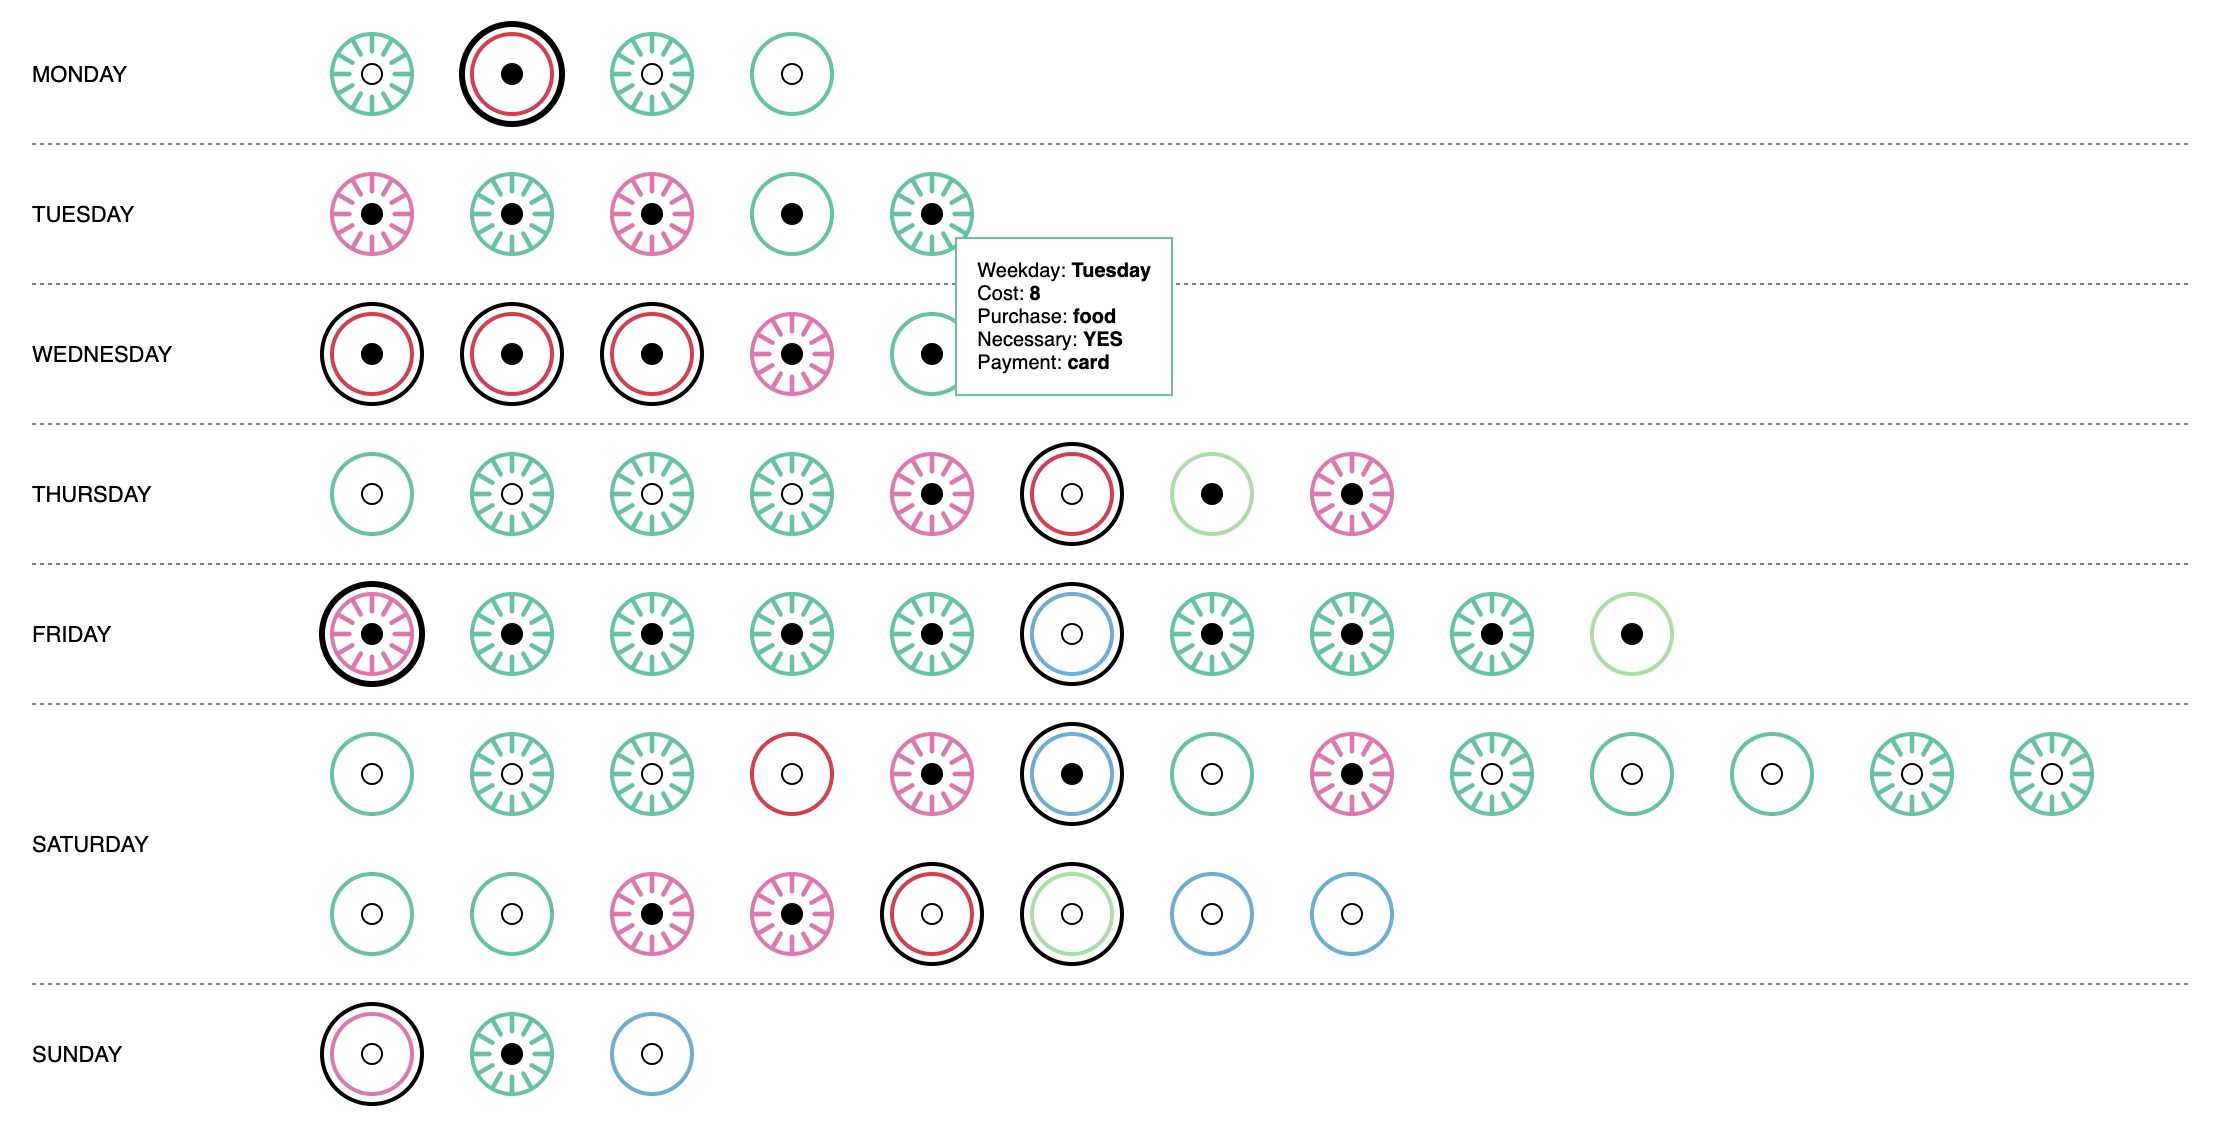 MONDAY
TUESDAY
Weekday: Tuesday
Cost: 8
Purchase: food
Necessary: YES
Payment: card
WEDNESDAY
THURSDAY
FRIDAY
SATURDAY
SUNDAY